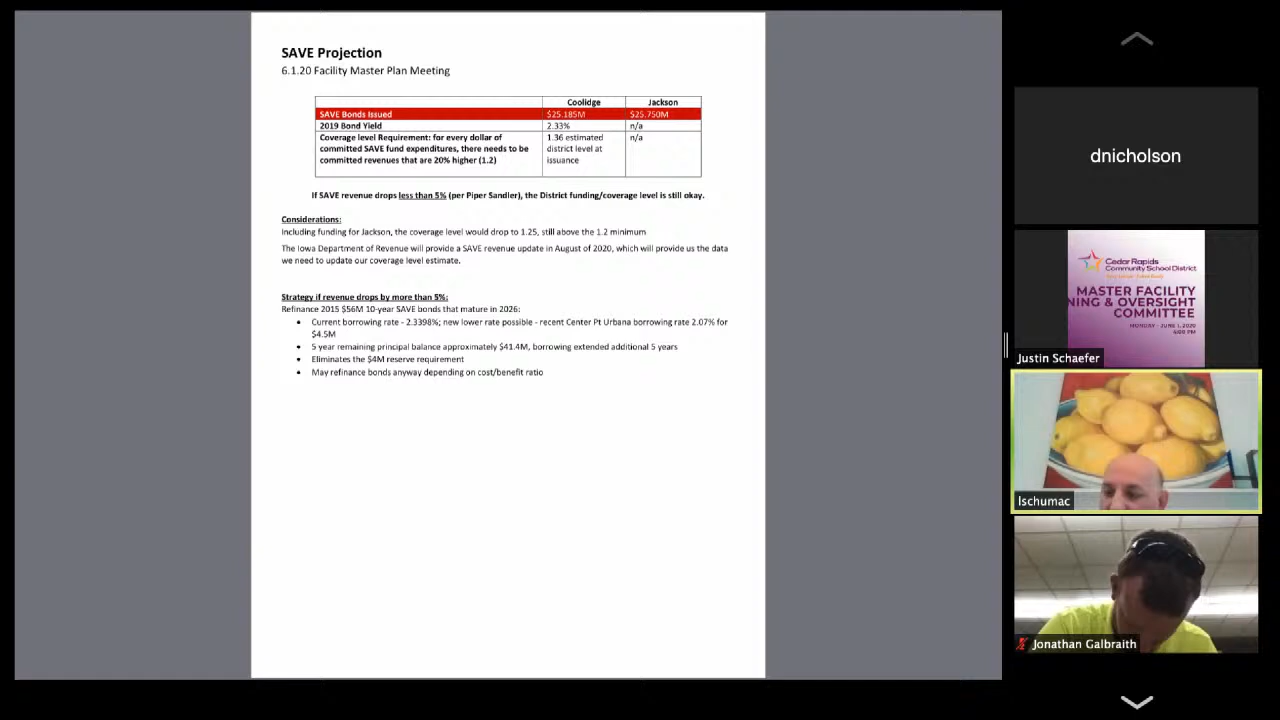 SAVE Projection
6.1.20 Facility Master Plan Meeting
Coolidge Jackson
SAVE Bonds Issued $25.185M $25.750M
2019 Bond Yield 2.33% n/a
Coverage level Requirement: for every dollar of 1.36 estimated n/a
committed SAVE fund expenditures, there needs to be district level at
committed revenues that are 20% higher (1.2) issuance
If SAVE revenue drops less than 5% (per Piper Sandler), the District funding/coverage level is still okay.
Considerations:
Including funding for Jackson, the coverage level would drop to 1.25, still above the 1.2 minimum
The Iowa Department of Revenue will provide a SAVE revenue update in August of 2020, which will provide us the data
we need to update our coverage level estimate.
Strategy if revenue drops by more than 5%:
Refinance 2015 $56M 10-year SAVE bonds that mature in 2026:
• Current borrowing rate - 2.3398%; new lower rate possible - recent Center Pt Urbana borrowing rate 2.07% for
$4.5M
• 5 year remaining principal balance approximately $41.4M, borrowing extended additional 5 years
• Eliminates the $4M reserve requirement
• May refinance bonds anyway depending on cost/benefit ratio
dnicholson
Cedar Rapids
Community School District
MASTER FACILITY
NING & OVERSIGHT
COMMITTEE
MONDAY - JUNE 1, 2020
Justin Schaefer
lschumac
Jonathan Galbraith